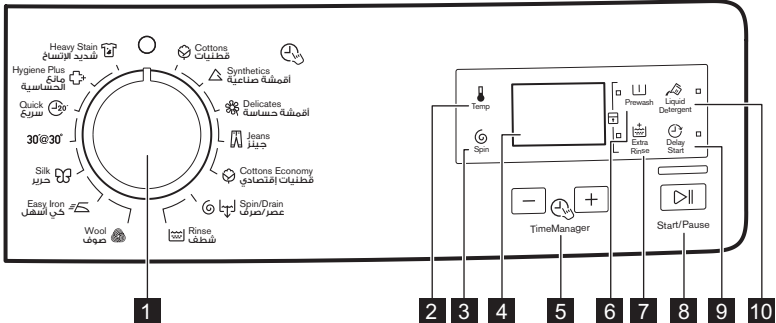 Heavy Stain
شديد الإتساخ
Hygiene Plus
مانع
الحساسية
Quick
سريع
20'
30'@30°
Silk
حرير
Easy Iron
كي أسهل
Wool
صوف
Cottons
قطنيات
Synthetics
أقمشة صناعية
Delicates
أقمشة حساسة
Jeans
جينز
Cottons Economy
قطنيات إقتصادي
Spin/Drain
عصر/صرف
Rinse
شطف
Temp
Spin
Prewash
Liquid
Detergent
Extra
Rinse
Delay
Start
TimeManager
Start/Pause
1
2
3
4
5
6
7
8
9
10